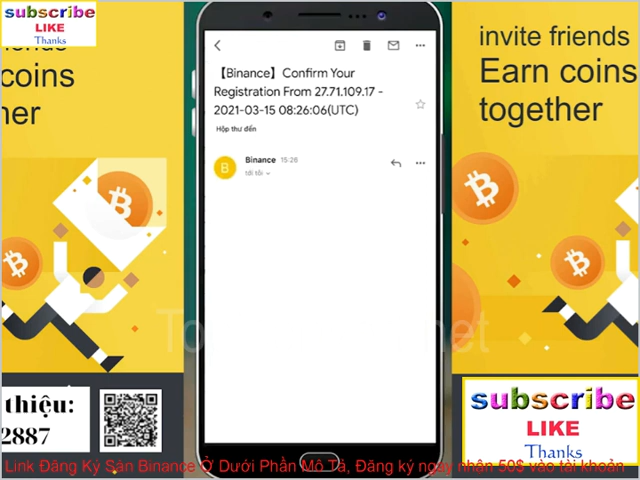 subscribe
LIKE
Thanks
coins
her
【Binance】Confirm Your
Registration From 27.71.109.17 -
2021-03-15 08:26:06(UTC)
Hộp thư đến
B
Binance 15:26
tới tôi
invite friends
Earn coins
together
thiệu:
2887
subscribe
LIKE
Thanks
Link Đăng Ký Sàn Binance Ở Dưới Phần Mô Tả, Đăng ký ngay nhận 50$ vào tài khoản